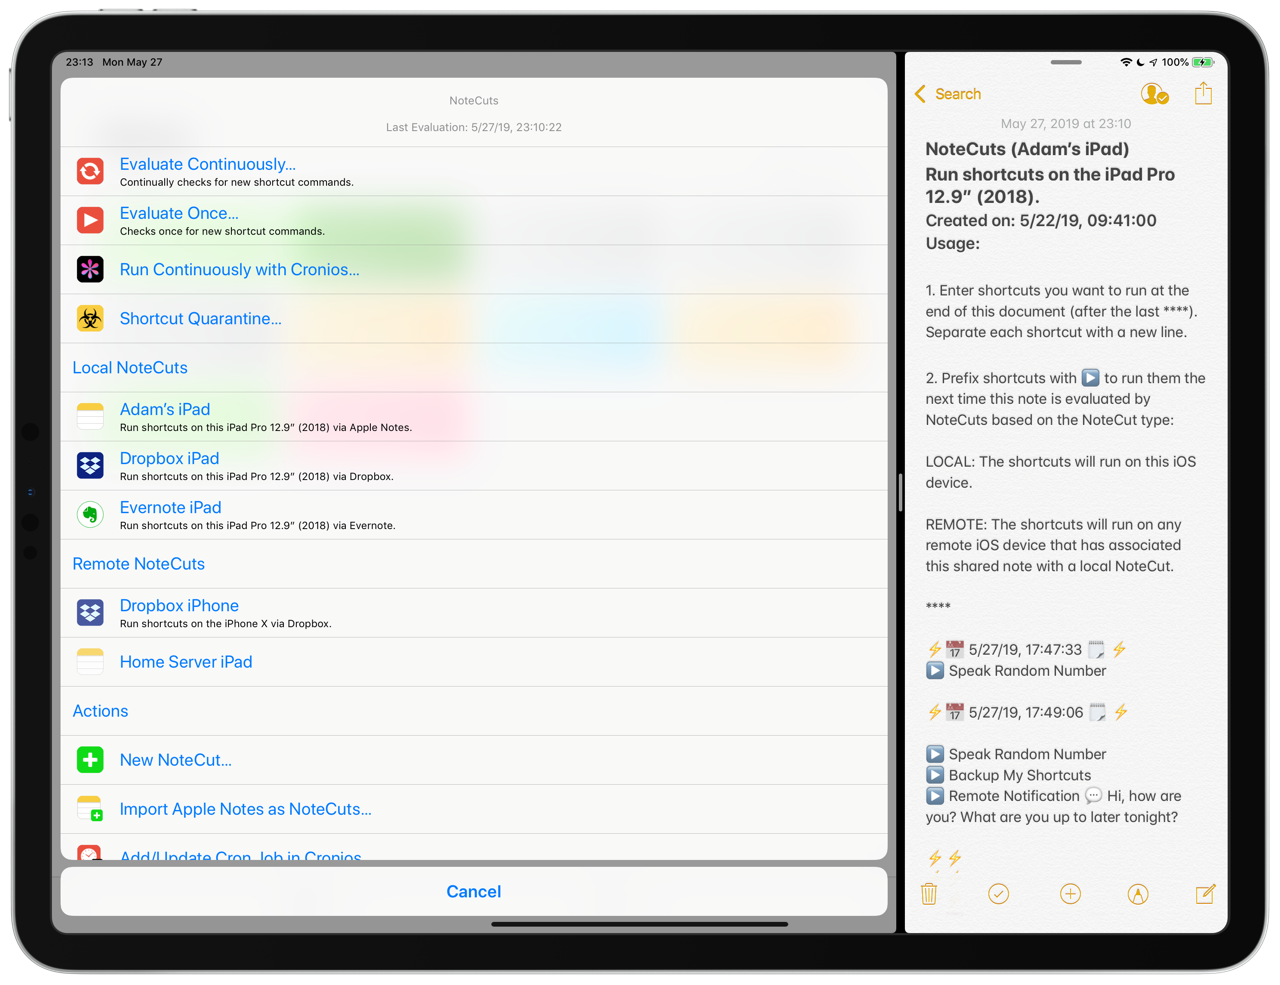 23:13 Mon May 27
NoteCuts
Last Evaluation: 5/27/19, 23:10:22
Evaluate Continuously...
Continually checks for new shortcut commands.
Evaluate Once...
Checks once for new shortcut commands.
Run Continuously with Cronios...
Shortcut Quarantine...
Local NoteCuts
Adam’s iPad
Run shortcuts on this iPad Pro 12.9” (2018) via Apple Notes.
Dropbox iPad
Run shortcuts on this iPad Pro 12.9” (2018) via Dropbox.
Evernote iPad
Run shortcuts on this iPad Pro 12.9” (2018) via Evernote.
Remote NoteCuts
Dropbox iPhone
Run shortcuts on the iPhone X via Dropbox.
Home Server iPad
Actions
New NoteCut...
Import Apple Notes as NoteCuts...
Add/Update Cron Job in Cronios
Cancel
100%
Search
May 27, 2019 at 23:10
NoteCuts (Adam’s iPad)
Run shortcuts on the iPad Pro
12.9” (2018).
Created on: 5/22/19, 09:41:00
Usage:
1. Enter shortcuts you want to run at the
end of this document (after the last ****).
Separate each shortcut with a new line.
2. Prefix shortcuts with ▶️ to run them the
next time this note is evaluated by
NoteCuts based on the NoteCut type:
LOCAL: The shortcuts will run on this iOS
device.
REMOTE: The shortcuts will run on any
remote iOS device that has associated
this shared note with a local NoteCut.
****
⚡📅 5/27/19, 17:47:33 🗒️ ⚡
▶️ Speak Random Number
⚡📅 5/27/19, 17:49:06 🗒️ ⚡
▶️ Speak Random Number
▶️ Backup My Shortcuts
▶️ Remote Notification 💬 Hi, how are
you? What are you up to later tonight?
⚡⚡